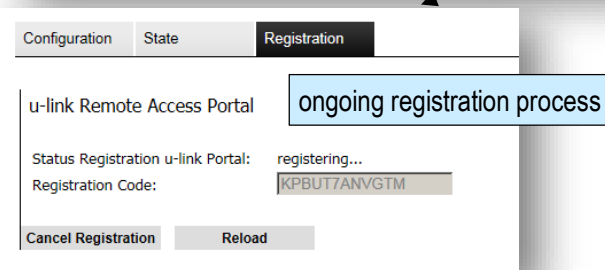 Configuration State Registration
ongoing registration process
u-link Remote Access Portal
Status Registration u-link Portal: registering...
Registration Code: KPBUT7ANVGTM
Cancel Registration Reload